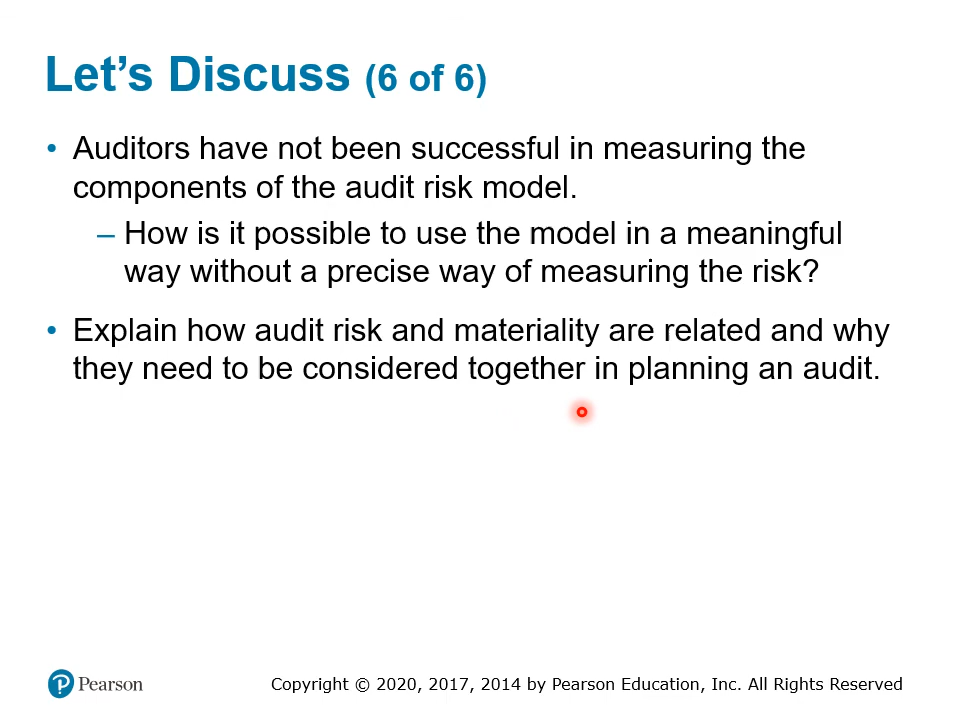 Let’s Discuss (6 of 6)
• Auditors have not been successful in measuring the
components of the audit risk model.
– How is it possible to use the model in a meaningful
way without a precise way of measuring the risk?
• Explain how audit risk and materiality are related and why
they need to be considered together in planning an audit.
Pearson
Copyright © 2020, 2017, 2014 by Pearson Education, Inc. All Rights Reserved